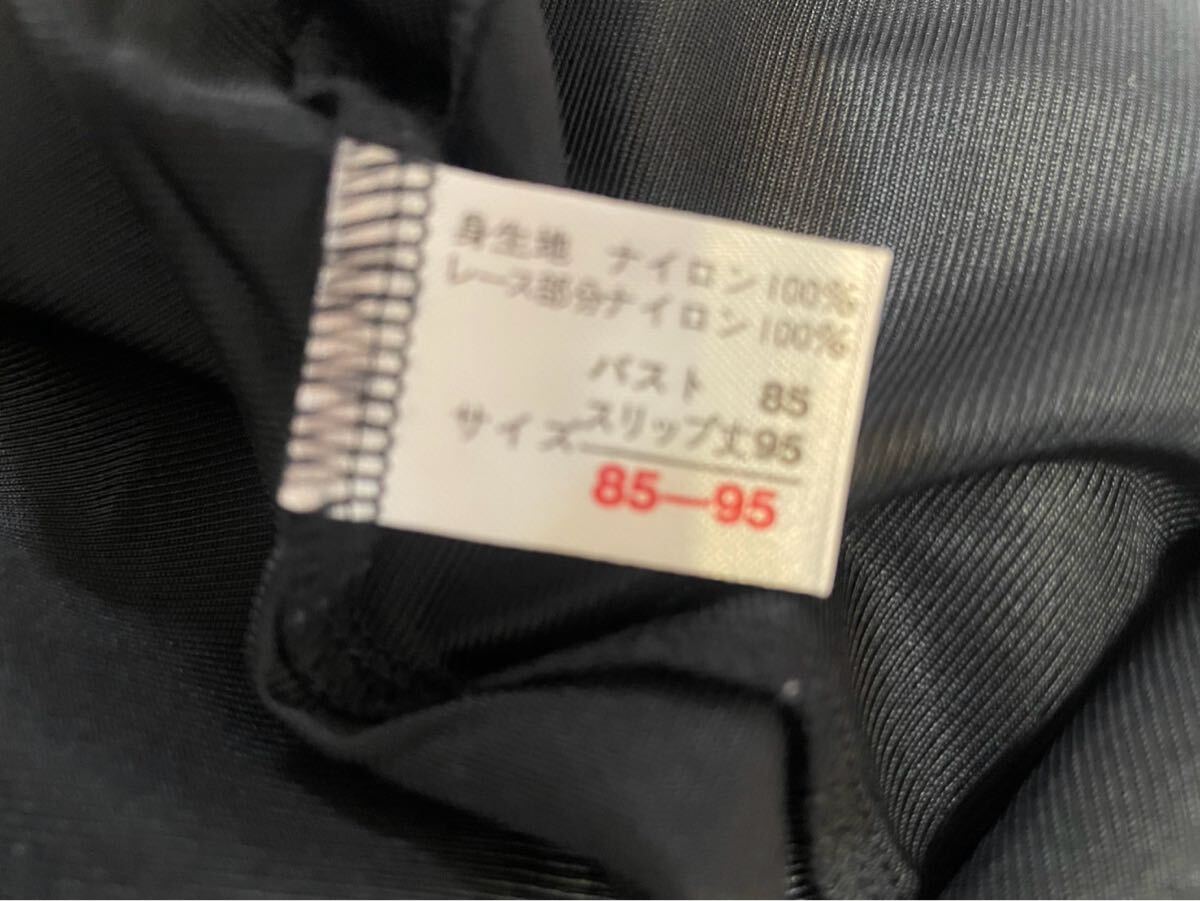 身生地 ナイロン100%
レース部分ナイロン100%
バスト 85
サイズ スリップ丈95
85—95